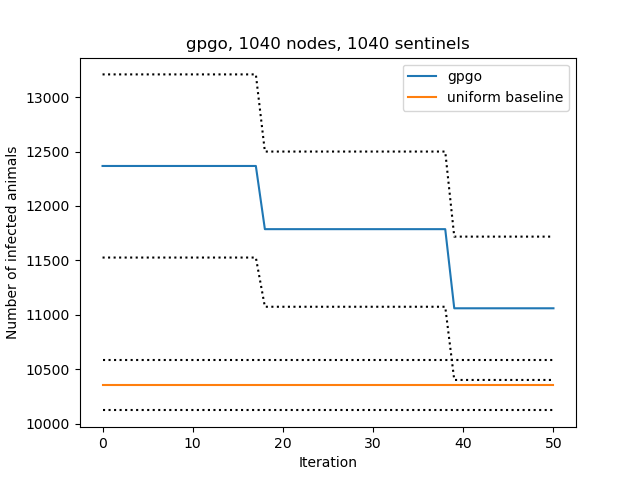 gpgo, 1040 nodes, 1040 sentinels
gpgo
uniform baseline
Number of infected animals
13000
12500
12000
11500
11000
10500
10000
0 10 20 30 40 50
Iteration